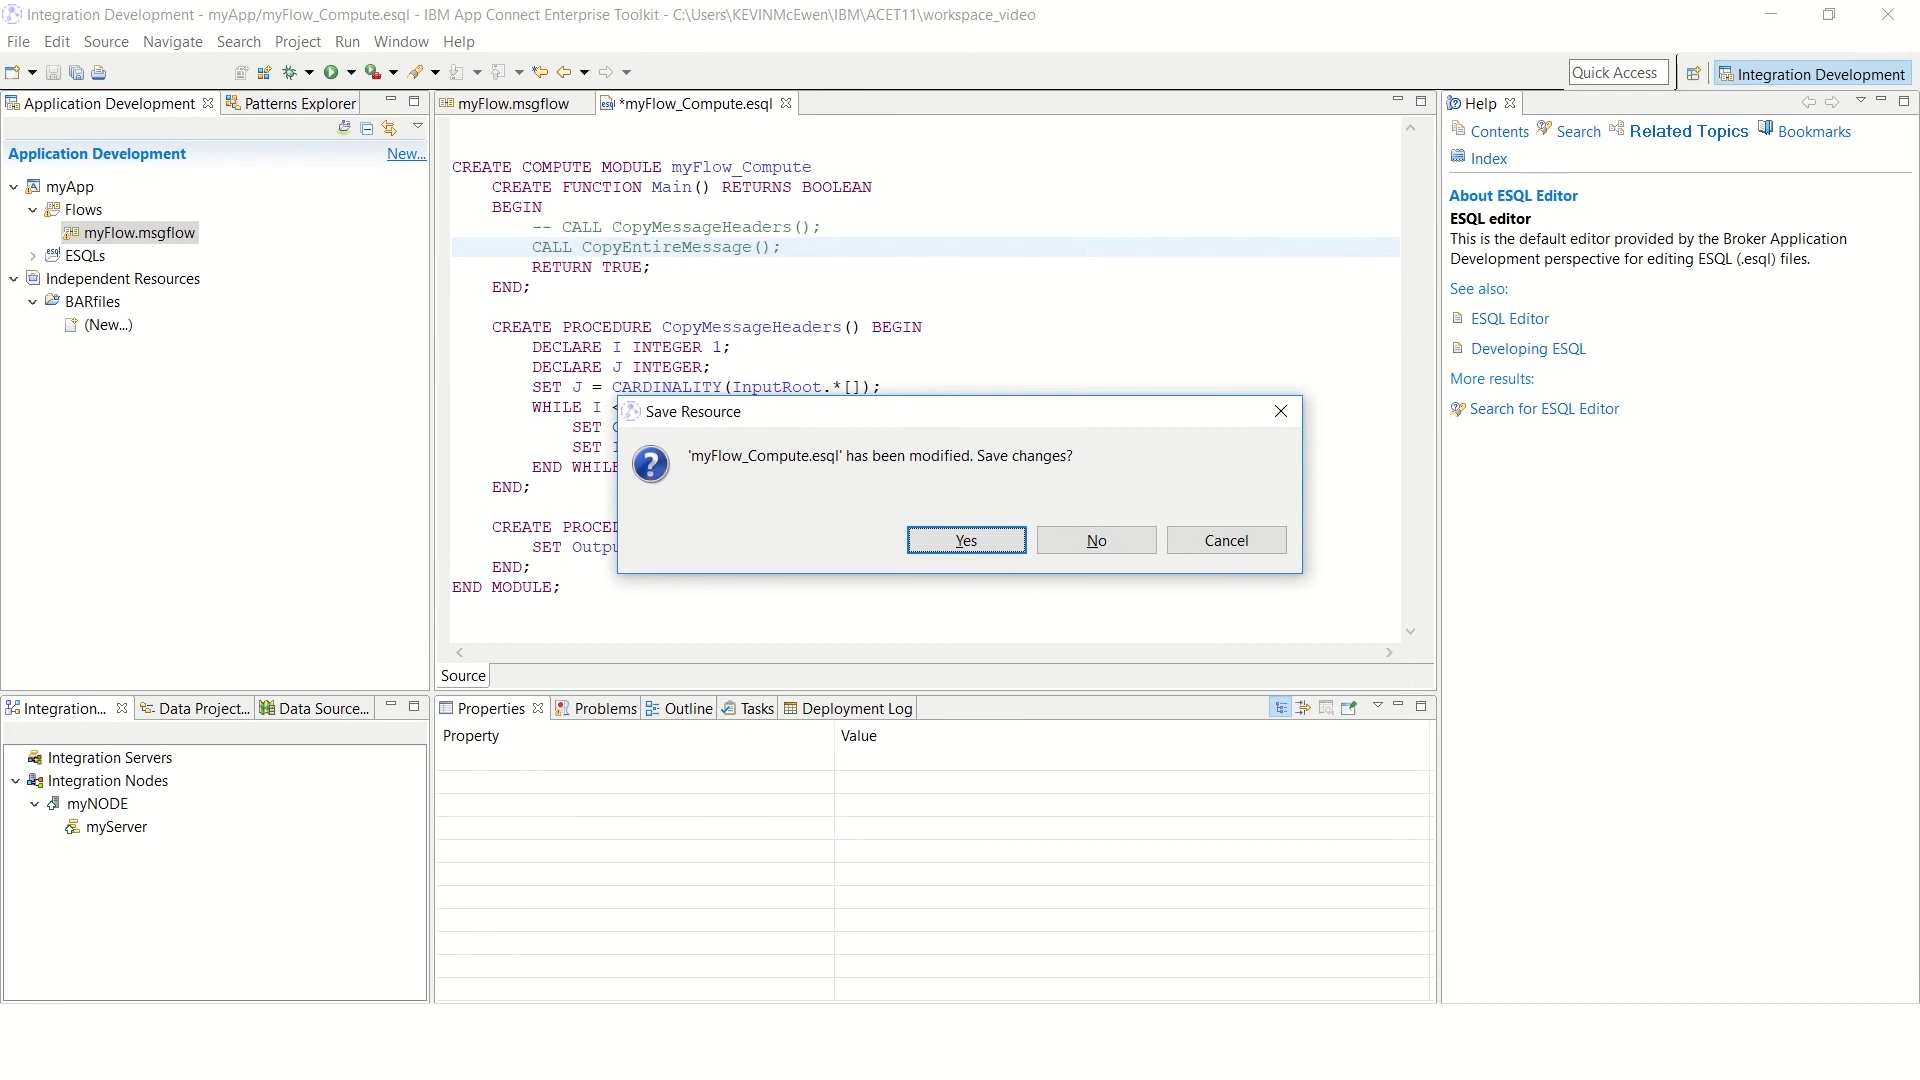 Integration Development - myApp/myFlow_Compute.esql - IBM App Connect Enterprise Toolkit - C:\Users\KEVINMcEwen\IBM\ACET11\workspace_video
File Edit Source Navigate Search Project Run Window Help
Quick Access
Integration Development
Application Development
Patterns Explorer
Application Development New...
myApp
Flows
myFlow.msgflow
esql ESQLs
Independent Resources
BARfiles
(New...)
myFlow.msgflow
esql *myFlow_Compute.esql
CREATE COMPUTE MODULE myFlow_Compute
CREATE FUNCTION Main() RETURNS BOOLEAN
BEGIN
-- CALL CopyMessageHeaders();
CALL CopyEntireMessage();
RETURN TRUE;
END;
CREATE PROCEDURE CopyMessageHeaders() BEGIN
DECLARE I INTEGER 1;
DECLARE J INTEGER;
SET J = CARDINALITY(InputRoot.*[]);
WHILE I <
SET
SET I
END WHILE
END;
CREATE PROCED
SET Outpu
END;
END MODULE;
Source
Save Resource
'myFlow_Compute.esql' has been modified. Save changes?
Yes No Cancel
Help
Contents Search Related Topics Bookmarks
Index
About ESQL Editor
ESQL editor
This is the default editor provided by the Broker Application
Development perspective for editing ESQL (.esql) files.
See also:
ESQL Editor
Developing ESQL
More results:
Search for ESQL Editor
Integration... Data Project... Data Source...
Integration Servers
Integration Nodes
myNODE
myServer
Properties Problems Outline Tasks Deployment Log
Property Value